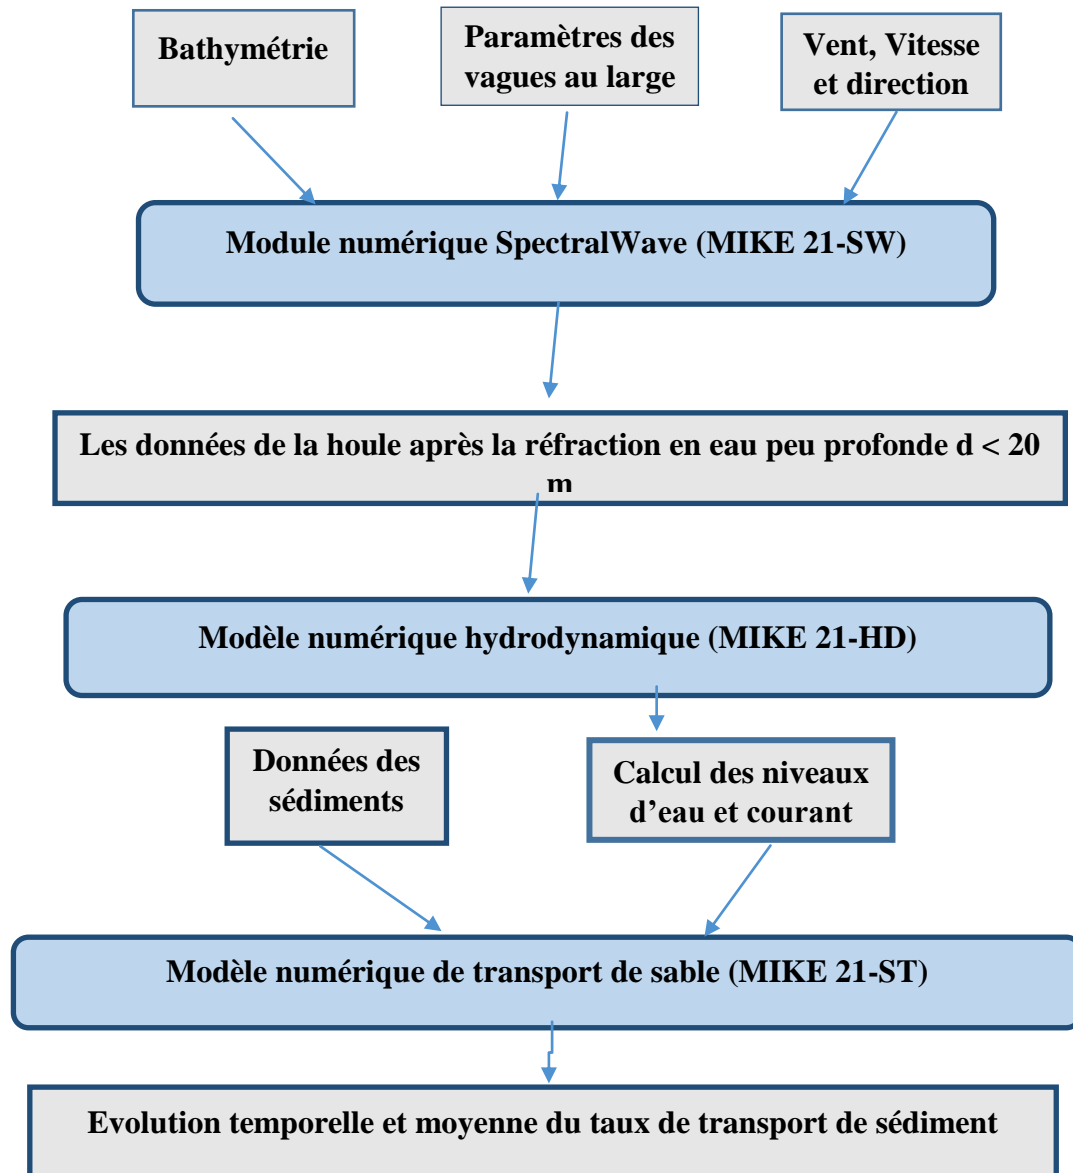 Bathymétrie
Paramètres des
vagues au large
Vent, Vitesse
et direction
Module numérique SpectralWave (MIKE 21-SW)
Les données de la houle après la réfraction en eau peu profonde d < 20
m
Modèle numérique hydrodynamique (MIKE 21-HD)
Données des
sédiments
Calcul des niveaux
d’eau et courant
Modèle numérique de transport de sable (MIKE 21-ST)
Evolution temporelle et moyenne du taux de transport de sédiment